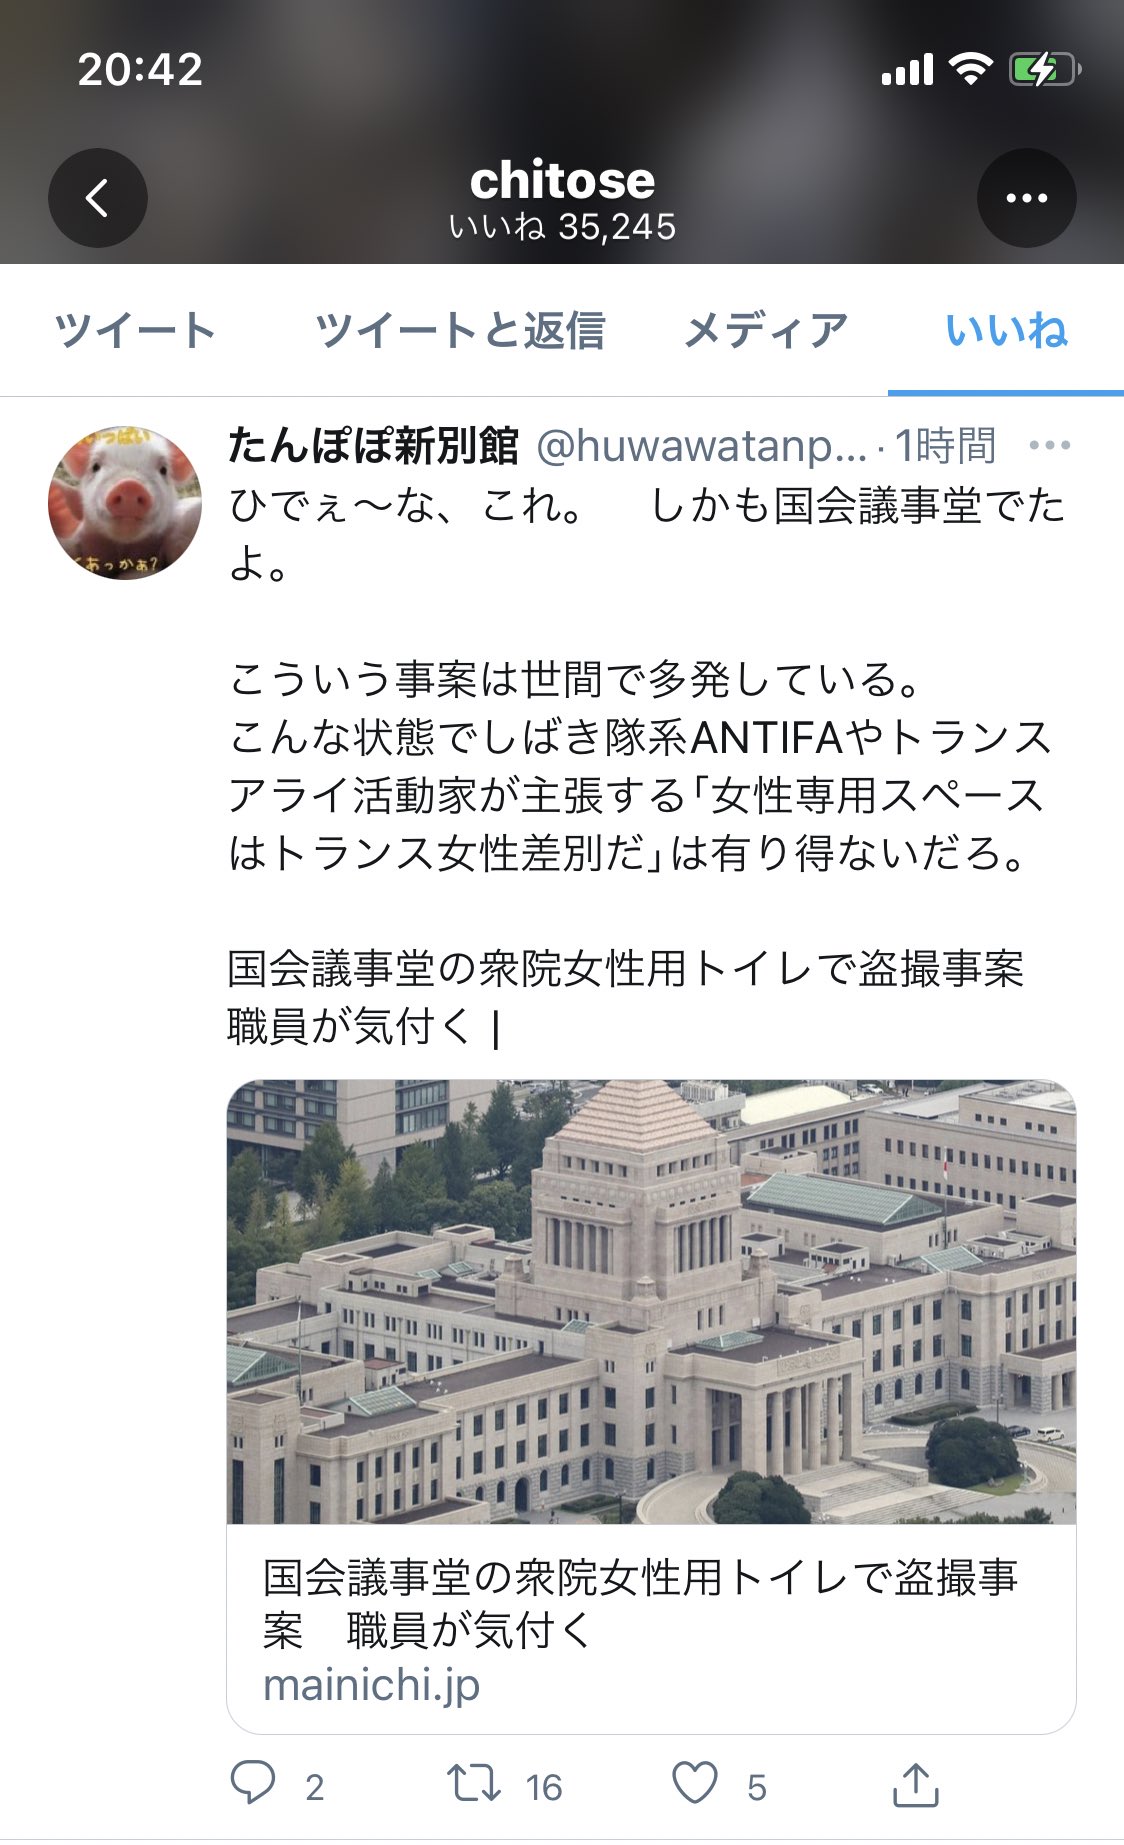 20:42
chitose
いいね 35,245
ツイート ツイートと返信 メディア いいね
たんぽぽ新別館 @huwawatanp... · 1時間
ひでぇ〜な、これ。　しかも国会議事堂でた
よ。
こういう事案は世間で多発している。
こんな状態でしばき隊系ANTIFAやトランス
アライ活動家が主張する｢女性専用スペース
はトランス女性差別だ｣は有り得ないだろ。
国会議事堂の衆院女性用トイレで盗撮事案
職員が気付く |
国会議事堂の衆院女性用トイレで盗撮事
案　職員が気付く
mainichi.jp
2 16 5